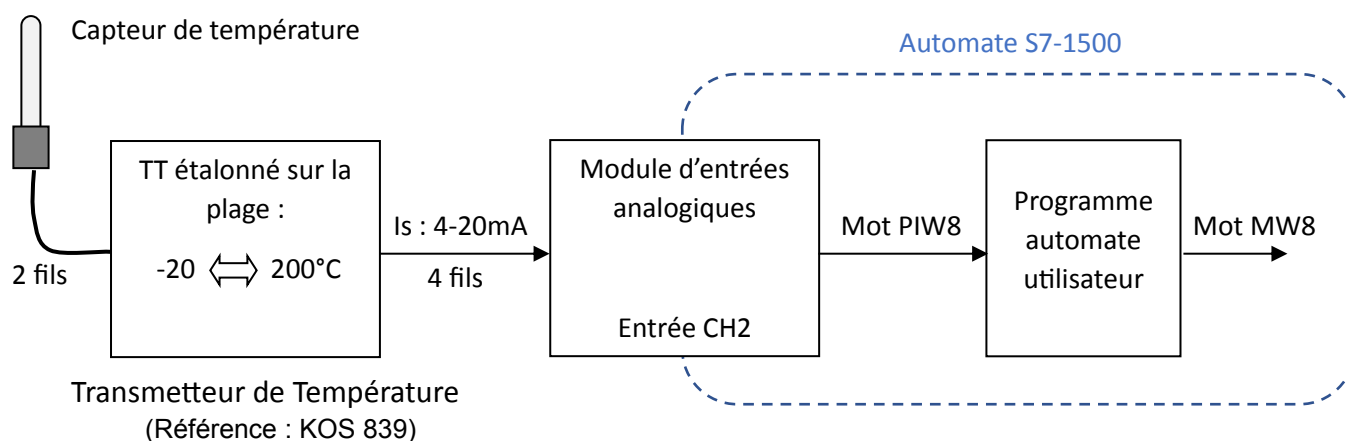 Capteur de température
Automate S7-1500
TT étalonné sur la
plage :
-20 200°C
2 fils
Is : 4-20mA
4 fils
Module d'entrées
analogiques
Entrée CH2
Mot PIW8
Programme
automate
utilisateur
Mot MW8
Transmetteur de Température
(Référence : KOS 839)